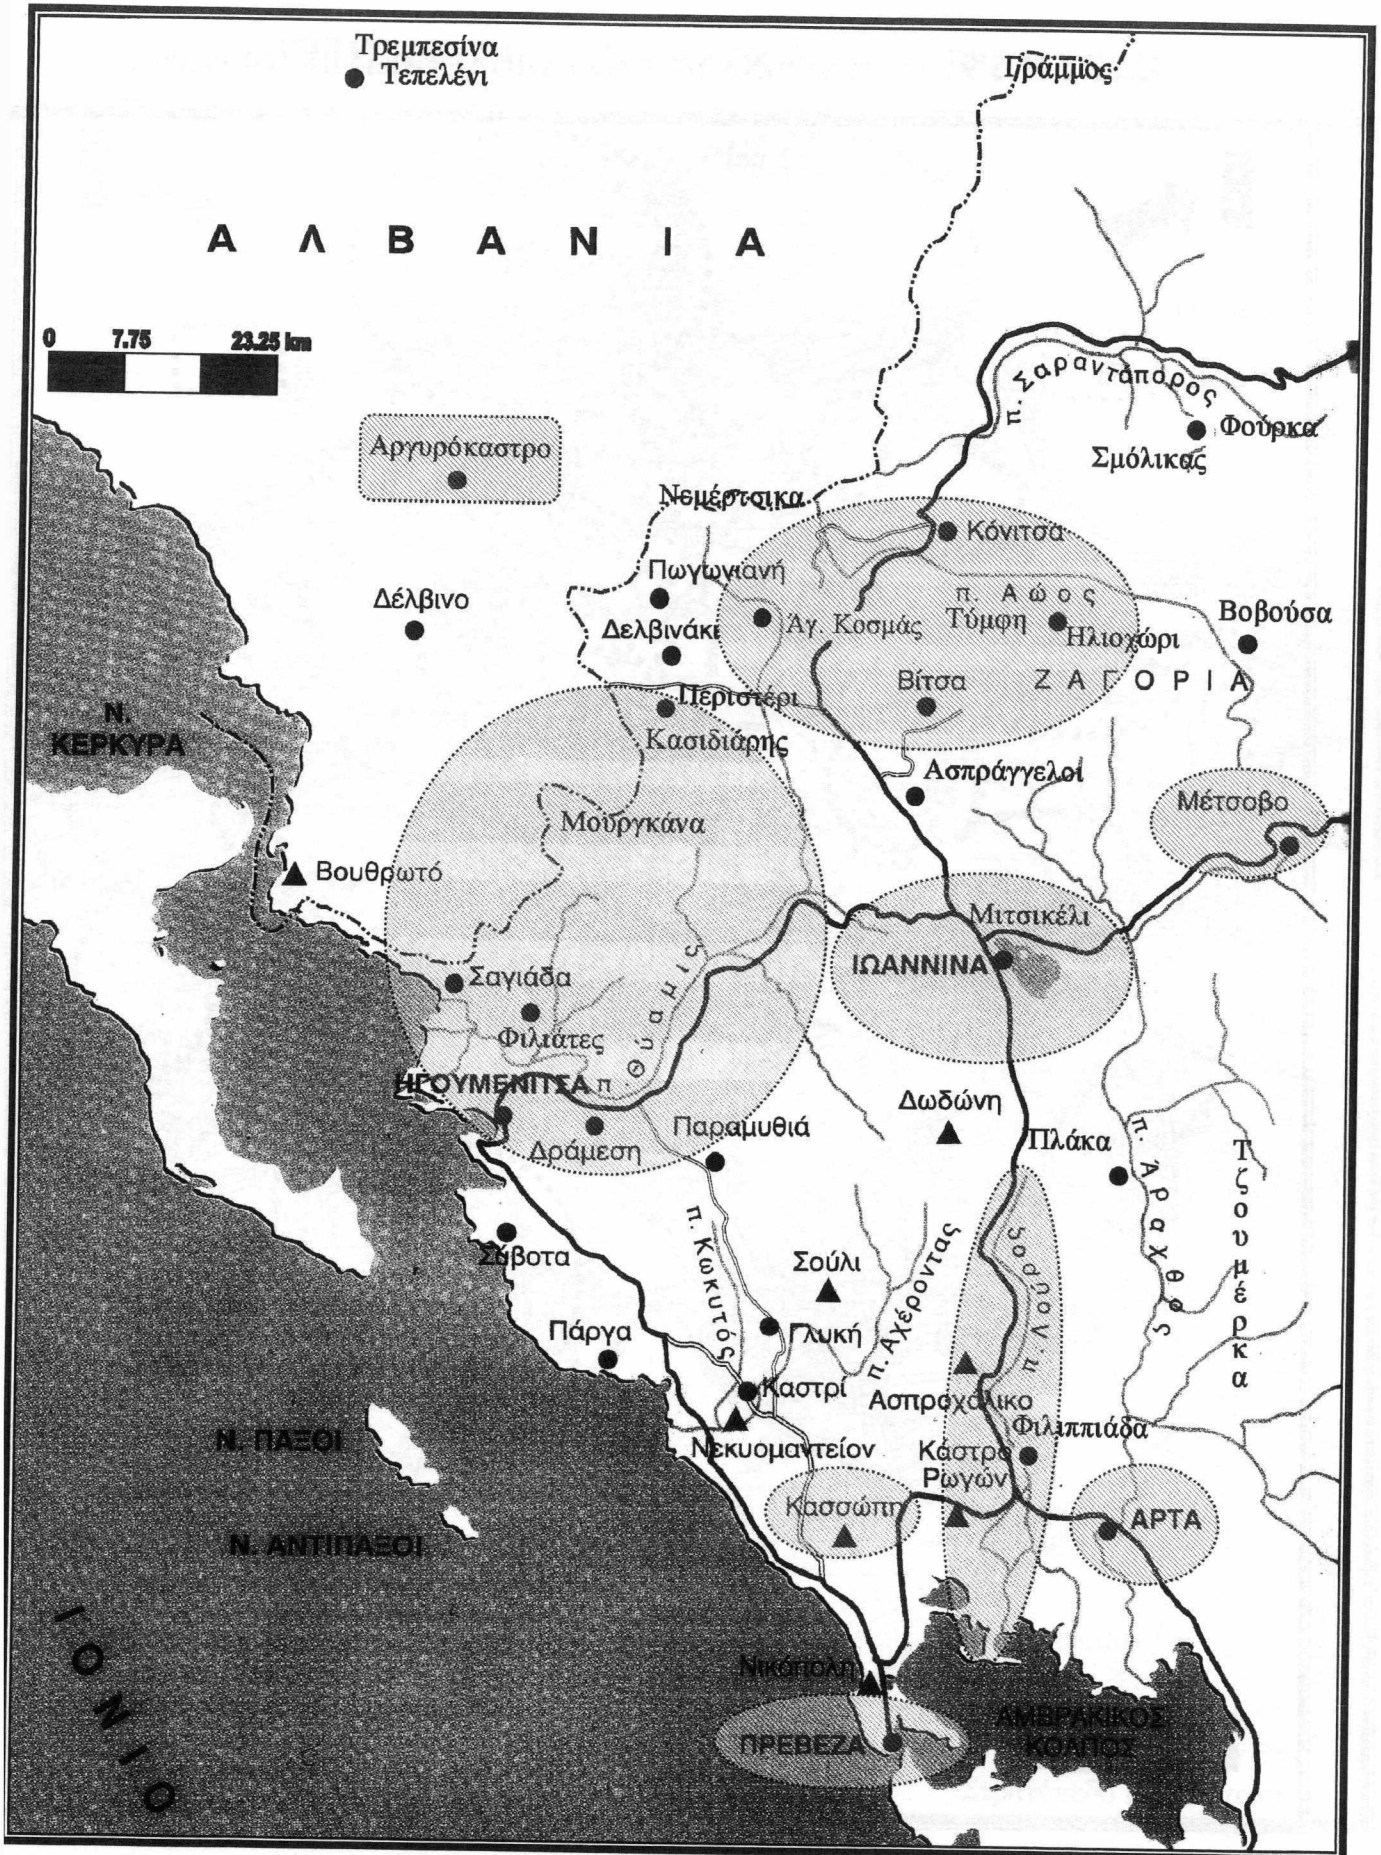 Τρεμπεσίνα
Τεπελένι
Γράμμος
ΑΛΒΑΝΙΑ
0 7.75 23.25 km
π. Σαραντάπορος
Φούρκα
Σμόλικας
Αργυρόκαστρο
Νεμέρτσικα
Κόνιτσα
Πωγωνιανή
π. Αώος
Δέλβινο
Δελβινάκι
Άγ. Κοσμάς
Τύμφη
Ηλιοχώρι
Βοβούσα
Περιστέρι
Βίτσα
ΖΑΓΟΡΙΑ
Ν.
ΚΕΡΚΥΡΑ
Κασιδιάρης
Ασπράγγελοι
Μέτσοβο
Μουργκάνα
Βουθρωτό
Μιτσικέλι
ΙΩΑΝΝΙΝΑ
Σαγιάδα
Φιλιάτες
π. Θύαμις
ΗΓΟΥΜΕΝΙΤΣΑ
Δράμεση
Παραμυθιά
Δωδώνη
Πλάκα
π. Άραχθος
Τζουμέρκα
Σύβοτα
π. Κωκυτός
Σούλι
π. Αχέροντας
π. Λούρος
Πάργα
Γλυκή
Καστρί
Ασπροχάλικο
Νεκυομαντείον
Φιλιππιάδα
Κάστρο
Ρωγών
Ν. ΠΑΞΟΙ
Κασσώπη
ΑΡΤΑ
Ν. ΑΝΤΙΠΑΞΟΙ
ΙΟΝΙΟ
Νικόπολη
ΠΡΕΒΕΖΑ
ΑΜΒΡΑΚΙΚΟΣ
ΚΟΛΠΟΣ